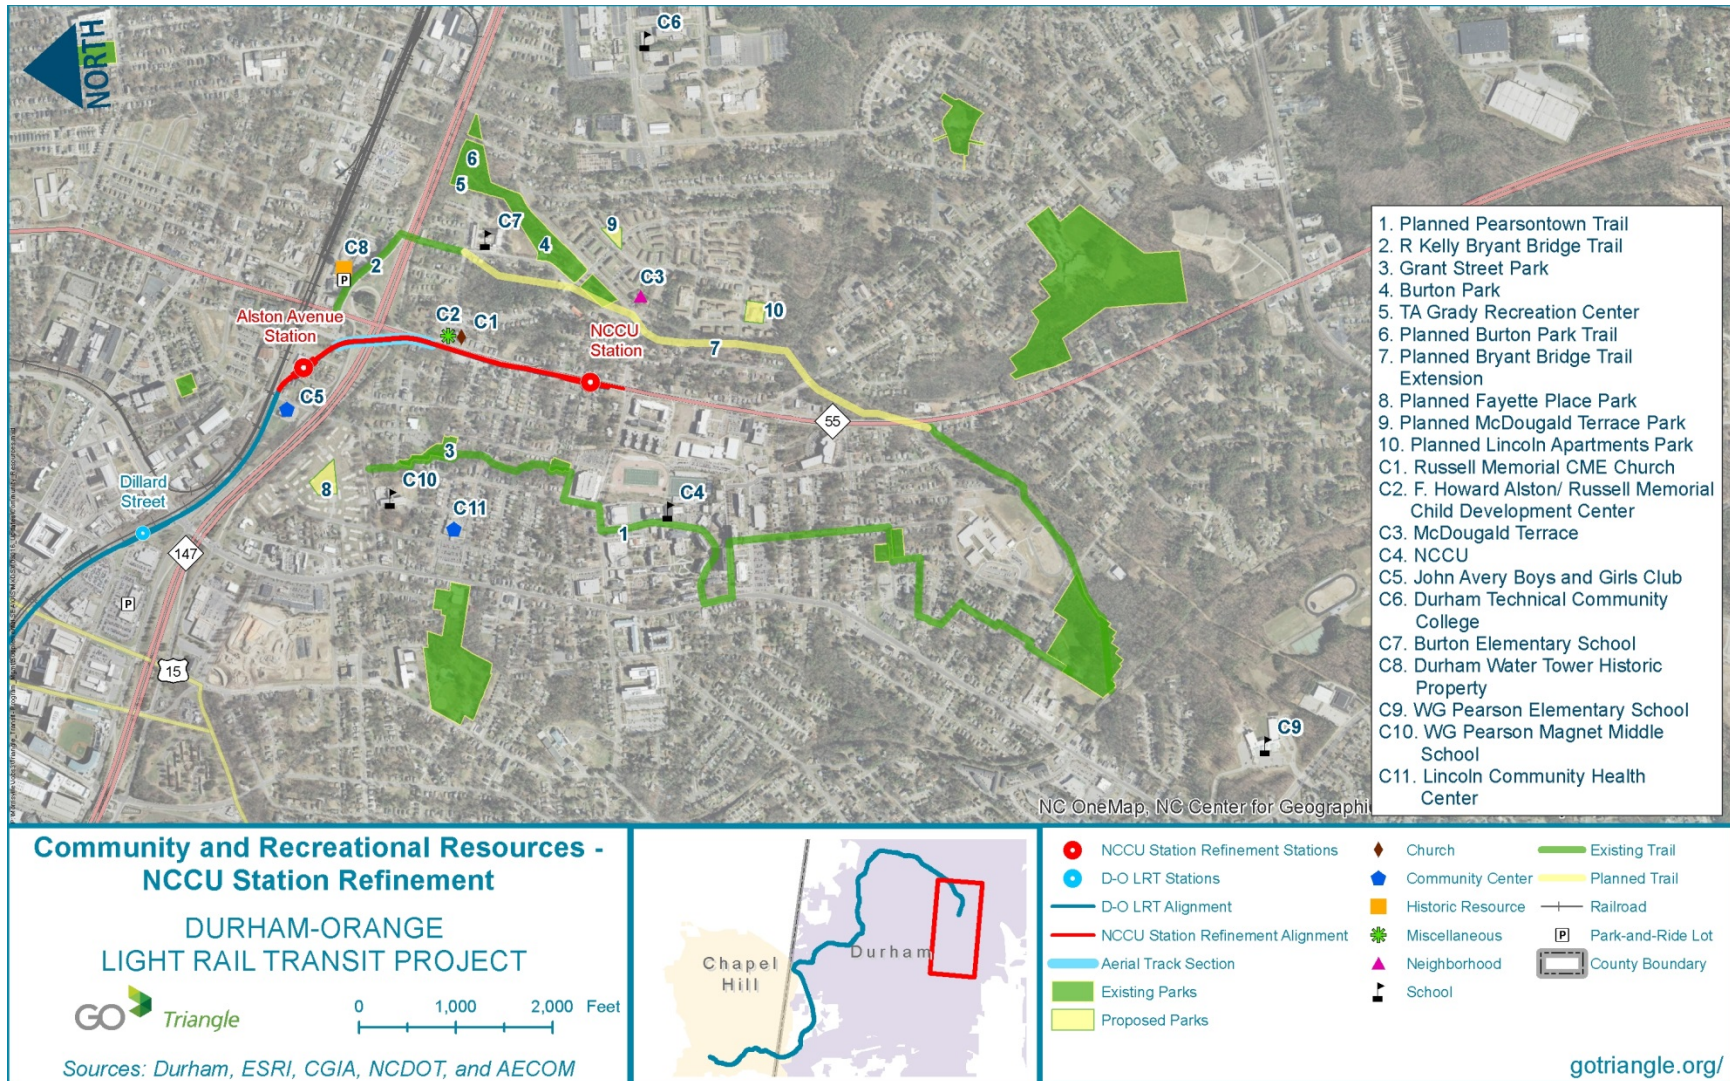 NORTH
C6
6
5
C7
9
4
C8
2
C3
10
Alston Avenue
Station
C2
C1
NCCU
Station
7
C5
55
3
8
C10
C4
C11
1
Dillard
Street
147
P
P
15
C9
NC OneMap, NC Center for Geographic
1. Planned Pearsontown Trail
2. R Kelly Bryant Bridge Trail
3. Grant Street Park
4. Burton Park
5. TA Grady Recreation Center
6. Planned Burton Park Trail
7. Planned Bryant Bridge Trail
Extension
8. Planned Fayette Place Park
9. Planned McDougald Terrace Park
10. Planned Lincoln Apartments Park
C1. Russell Memorial CME Church
C2. F. Howard Alston/ Russell Memorial
Child Development Center
C3. McDougald Terrace
C4. NCCU
C5. John Avery Boys and Girls Club
C6. Durham Technical Community
College
C7. Burton Elementary School
C8. Durham Water Tower Historic
Property
C9. WG Pearson Elementary School
C10. WG Pearson Magnet Middle
School
C11. Lincoln Community Health
Center
Community and Recreational Resources -
NCCU Station Refinement
DURHAM-ORANGE
LIGHT RAIL TRANSIT PROJECT
GO Triangle
0 1,000 2,000 Feet
Sources: Durham, ESRI, CGIA, NCDOT, and AECOM
Chapel
Hill
Durham
NCCU Station Refinement Stations
D-O LRT Stations
D-O LRT Alignment
NCCU Station Refinement Alignment
Aerial Track Section
Existing Parks
Proposed Parks
Church
Community Center
Historic Resource
Miscellaneous
Neighborhood
School
Existing Trail
Planned Trail
Railroad
P Park-and-Ride Lot
County Boundary
gotriangle.org/